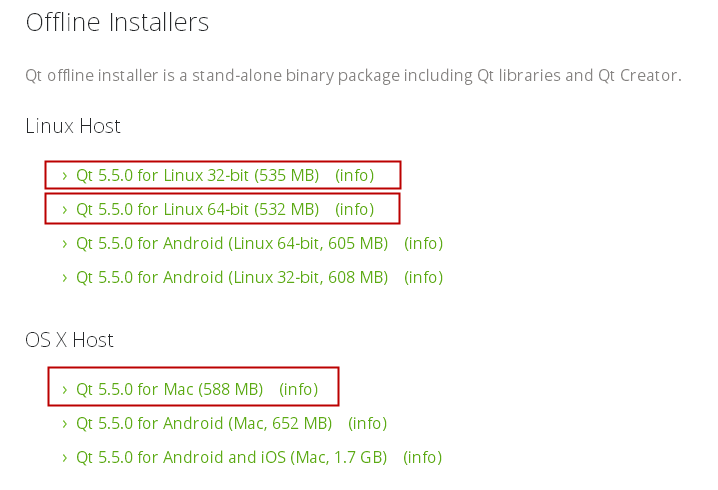 Offline Installers
Qt offline installer is a stand-alone binary package including Qt libraries and Qt Creator.
Linux Host
› Qt 5.5.0 for Linux 32-bit (535 MB) (info)
› Qt 5.5.0 for Linux 64-bit (532 MB) (info)
› Qt 5.5.0 for Android (Linux 64-bit, 605 MB) (info)
› Qt 5.5.0 for Android (Linux 32-bit, 608 MB) (info)
OS X Host
› Qt 5.5.0 for Mac (588 MB) (info)
› Qt 5.5.0 for Android (Mac, 652 MB) (info)
› Qt 5.5.0 for Android and iOS (Mac, 1.7 GB) (info)